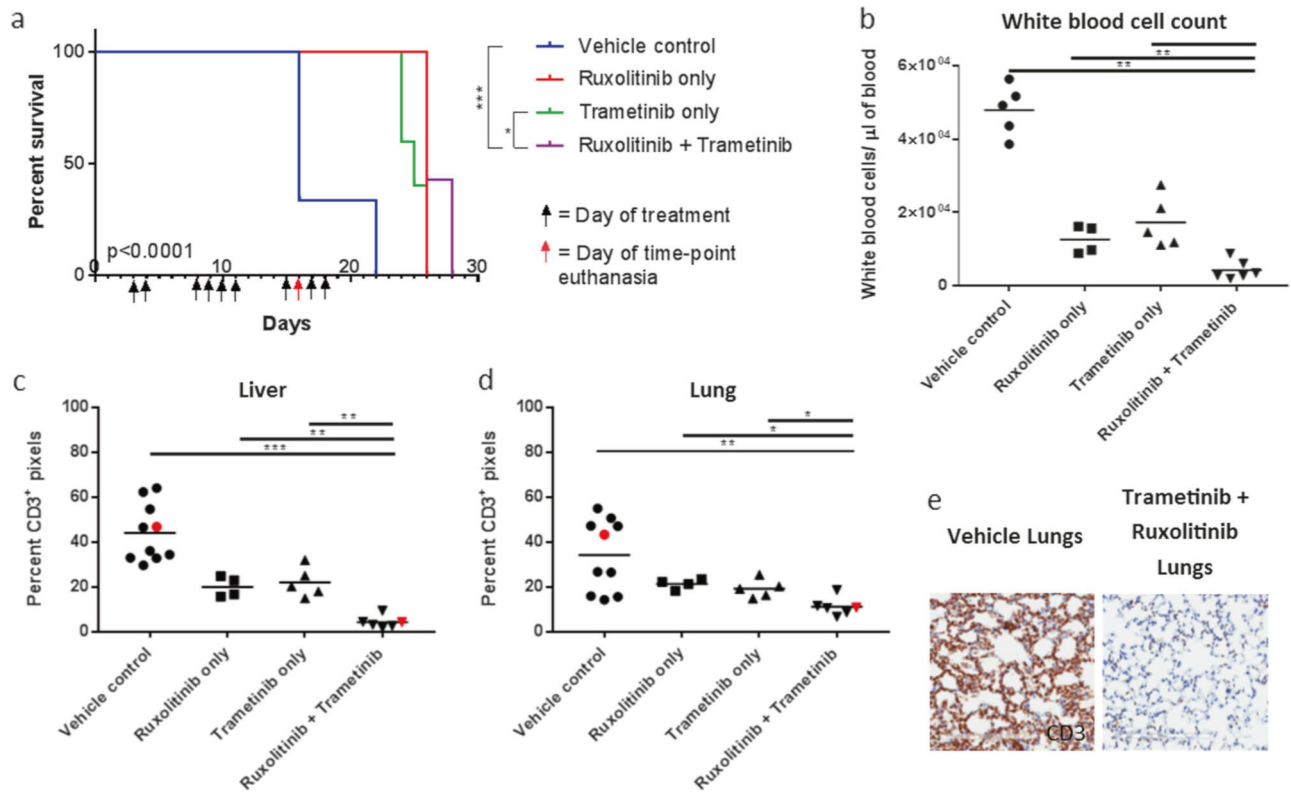 a
Percent survival
100
50
0
p<0.0001
0
10
20
30
Days
Vehicle control
Ruxolitinib only
Trametinib only
Ruxolitinib + Trametinib
***
*
= Day of treatment
= Day of time-point
euthanasia
b
White blood cell count
White blood cells/ µl of blood
6×10⁰⁴
4×10⁰⁴
2×10⁰⁴
0
**
**
Vehicle control
Ruxolitinib only
Trametinib only
Ruxolitinib + Trametinib
c
Liver
Percent CD3⁺ pixels
100
80
60
40
20
0
**
**
***
Vehicle control
Ruxolitinib only
Trametinib only
Ruxolitinib + Trametinib
d
Lung
Percent CD3⁺ pixels
100
80
60
40
20
0
*
*
**
Vehicle control
Ruxolitinib only
Trametinib only
Ruxolitinib + Trametinib
e
Vehicle Lungs
Trametinib +
Ruxolitinib
Lungs
CD3